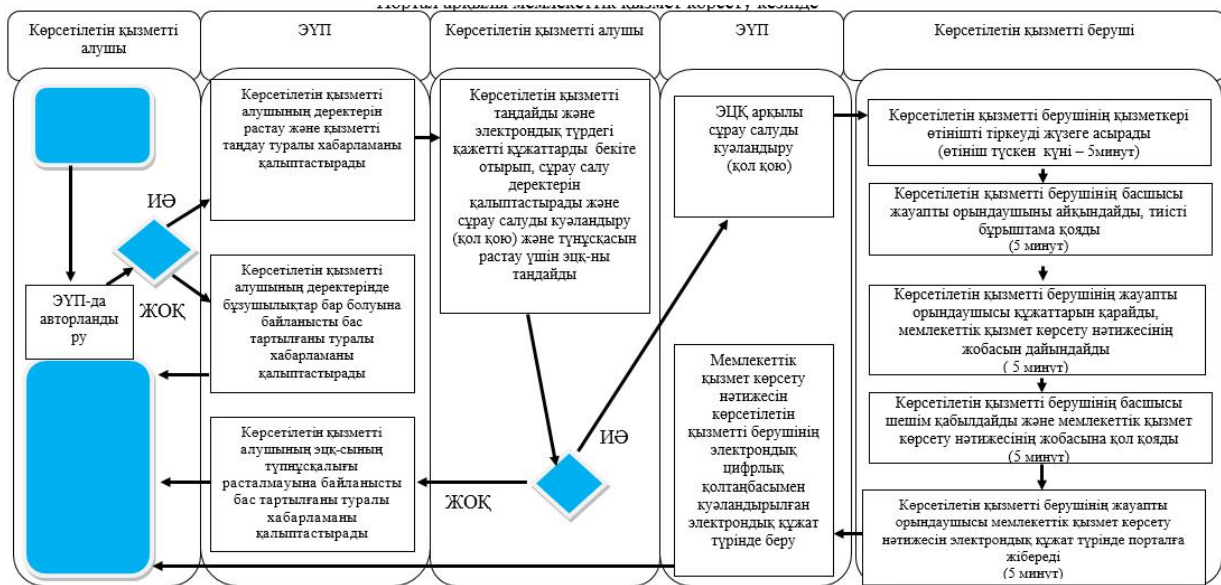 Портал арқылы мемлекеттік қызмет көрсету кезінде
Көрсетілетін қызметті
алушы
ЭҮП
Көрсетілетін қызметті алушы
ЭҮП
Көрсетілетін қызметті беруші
ЭҮП-да
авторланды
ру
ИӘ
ЖОҚ
Көрсетілетін қызметті
алушының деректерін
растау және қызметті
таңдау туралы хабарламаны
қалыптастырады
Көрсетілетін қызметті
алушының деректерінде
бұзушылықтар бар болуына
байланысты бас
тартылғаны туралы
хабарламаны
қалыптастырады
Көрсетілетін қызметті
алушының эцқ-сының
түпнұсқалығы
расталмауына байланысты
бас тартылғаны туралы
хабарламаны
қалыптастырады
Көрсетілетін қызметті
таңдайды және
электрондық түрдегі
қажетті құжаттарды бекіте
отырып, сұрау салу
деректерін
қалыптастырады және
сұрау салуды куәландыру
(қол қою) және түнұсқасын
растау үшін эцқ-ны
таңдайды
ИӘ
ЖОҚ
ЭЦҚ арқылы
сұрау салуды
куәландыру
(қол қою)
Мемлекеттік
қызмет көрсету
нәтижесін
көрсетілетін
қызметті берушінің
электрондық
цифрлық
қолтаңбасымен
куәландырылған
электрондық құжат
түрінде беру
Көрсетілетін қызметті берушінің қызметкері
өтінішті тіркеуді жүзеге асырады
(өтініш түскен күні – 5минут)
Көрсетілетін қызметті берушінің басшысы
жауапты орындаушыны айқындайды, тиісті
бұрыштама қояды
(5 минут)
Көрсетілетін қызметті берушінің жауапты
орындаушысы құжаттарын қарайды,
мемлекеттік қызмет көрсету нәтижесінің
жобасын дайындайды
( 5 минут)
Көрсетілетін қызметті берушінің басшысы
шешім қабылдайды және мемлекеттік қызмет
көрсету нәтижесінің жобасына қол қояды
(5 минут)
Көрсетілетін қызметті берушінің жауапты
орындаушысы мемлекеттік қызмет көрсету
нәтижесін электрондық құжат түрінде порталға
жібереді
(5 минут)